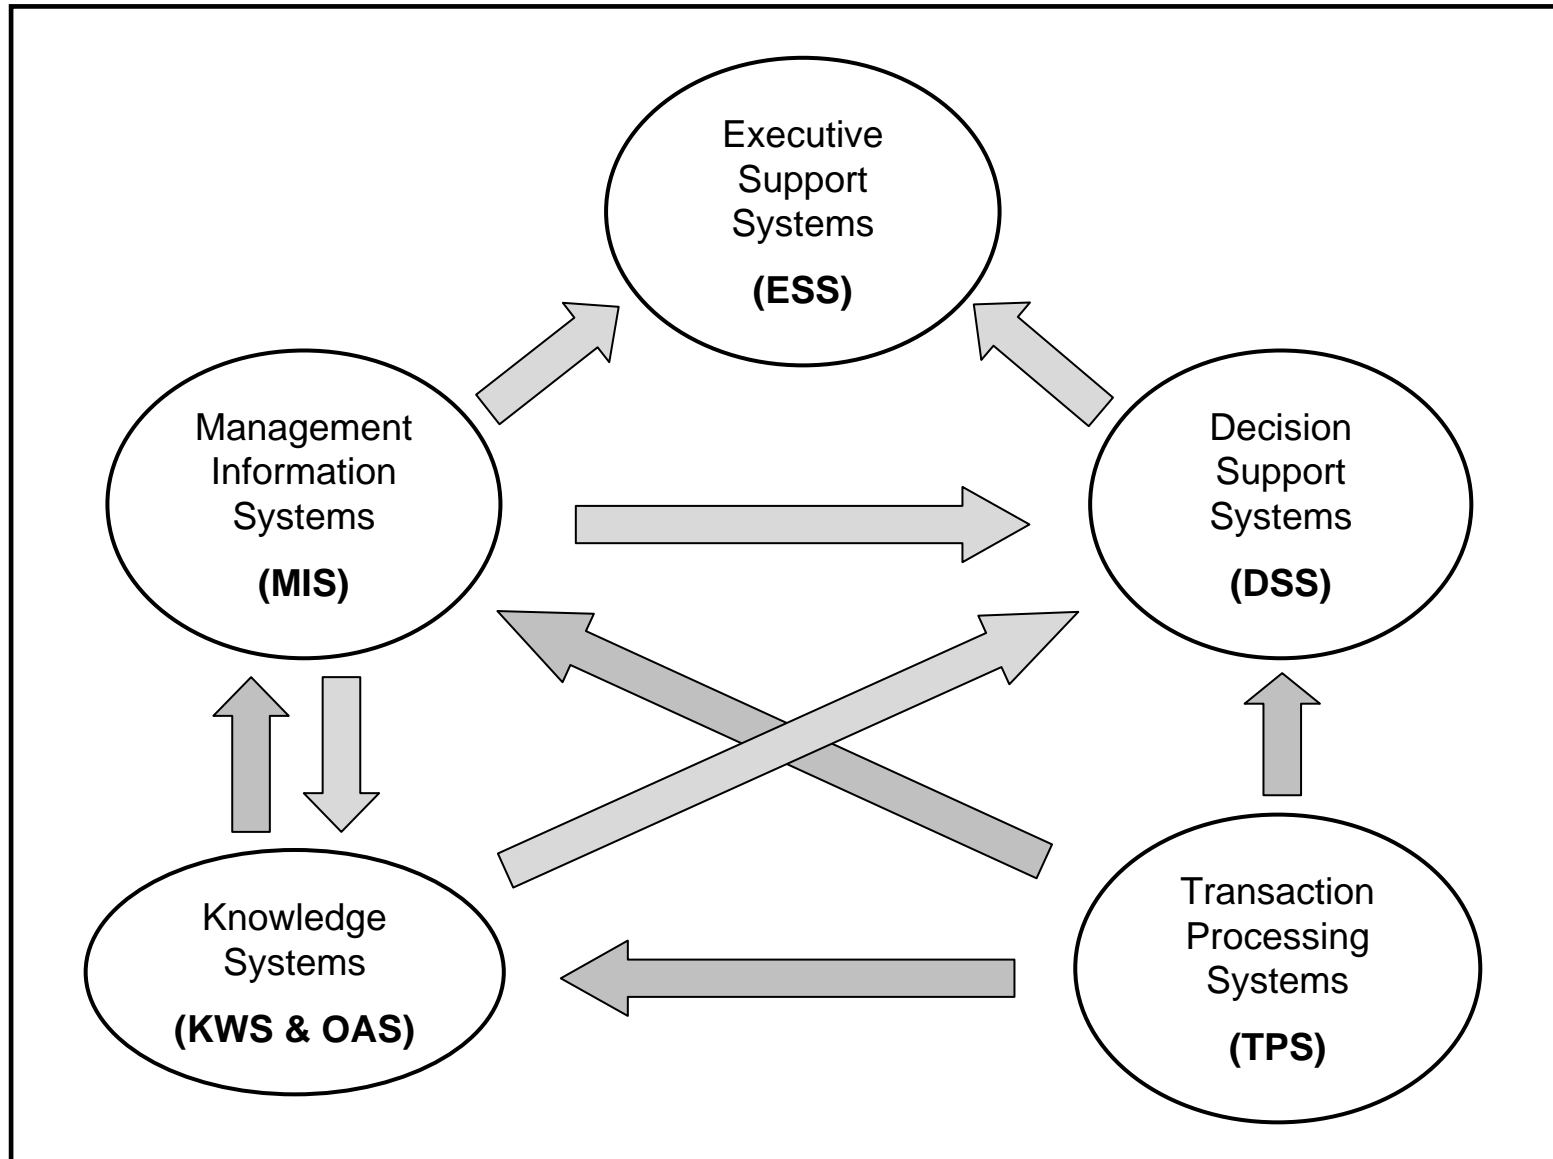 Executive
Support
Systems
(ESS)
Management
Information
Systems
(MIS)
Decision
Support
Systems
(DSS)
Knowledge
Systems
(KWS & OAS)
Transaction
Processing
Systems
(TPS)